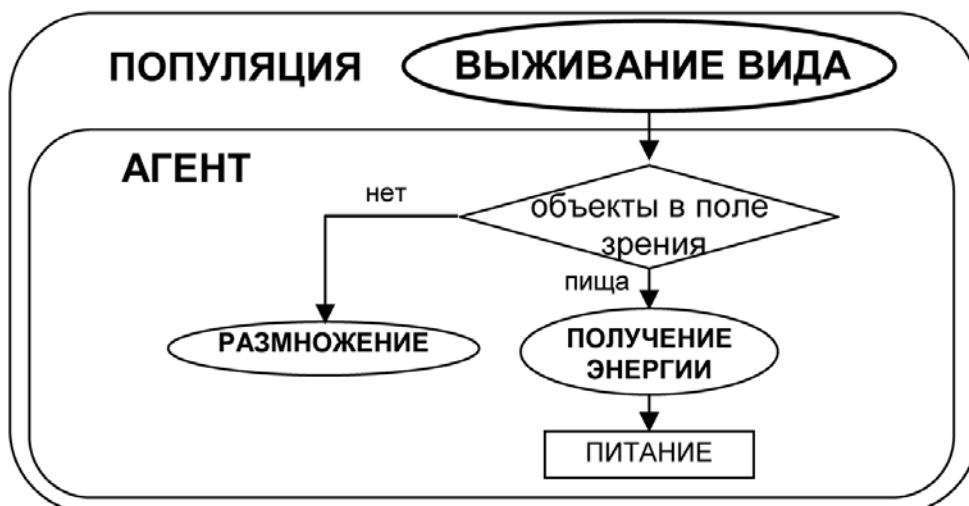 ПОПУЛЯЦИЯ
ВЫЖИВАНИЕ ВИДА
АГЕНТ
нет
объекты в поле
зрения
пища
РАЗМНОЖЕНИЕ
ПОЛУЧЕНИЕ
ЭНЕРГИИ
ПИТАНИЕ